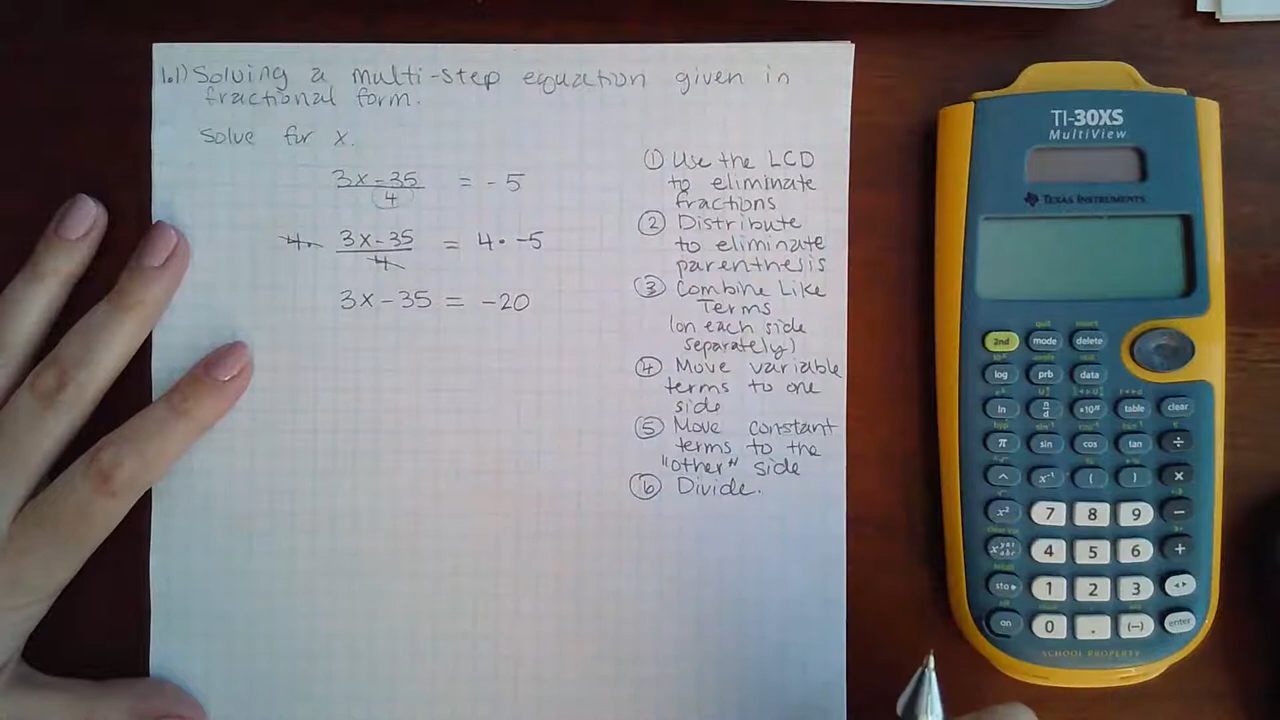 1.1) Solving a multi-step equation given in
fractional form.
Solve for x.
3x - 35 = -5
4
4· 3x - 35 = 4 · -5
4
3x - 35 = -20
① Use the LCD
to eliminate
fractions
② Distribute
to eliminate
parenthesis
③ Combine Like
Terms
(on each side
separately)
④ Move variable
terms to one
side
⑤ Move constant
terms to the
"other" side
⑥ Divide.
TI-30XS
MultiView
TEXAS INSTRUMENTS
quit insert
2nd mode delete
log prb data
ln n/d ×10ⁿ table clear
π sin cos tan ÷
^ x⁻¹ ( ) ×
x² 7 8 9 −
x yzt abc 4 5 6 +
sto▸ 1 2 3 ◂▸
on 0 . (−) enter
SCHOOL PROPERTY